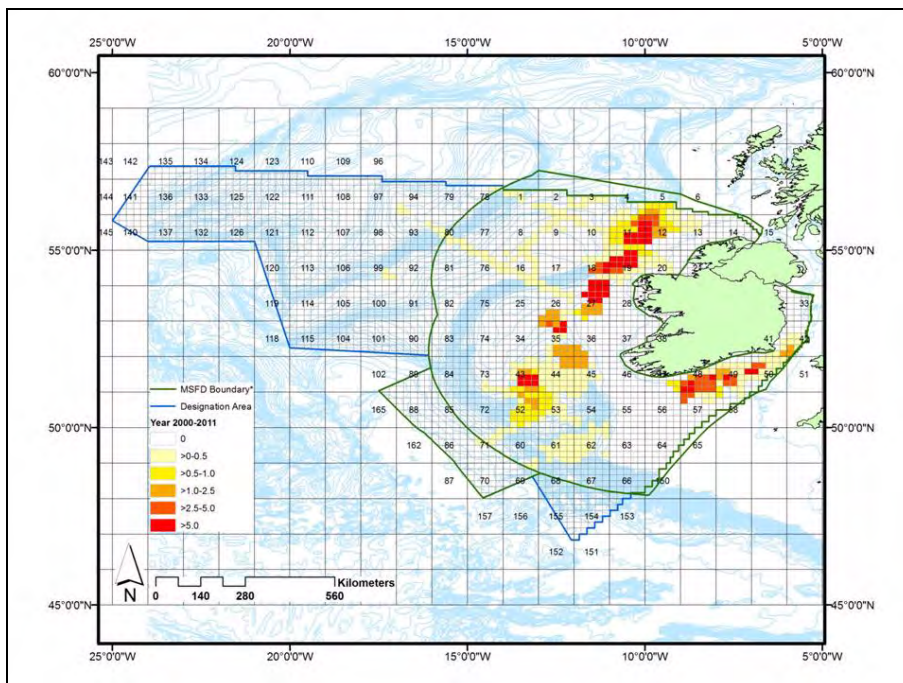 25°0'0"W 20°0'0"W 15°0'0"W 10°0'0"W 5°0'0"W
60°0'0"N 60°0'0"N
143 142 135 134 124 123 110 109 96
144 141 136 133 125 122 111 108 97 94 79 78 1 2 3 4 5 6
55°0'0"N 145 140 137 132 126 121 112 107 98 93 80 77 8 9 10 11 12 13 14 15 55°0'0"N
120 113 106 99 92 81 76 16 17 18 19 20
119 114 105 100 91 82 75 25 26 27 28 33
118 115 104 101 90 83 74 34 35 36 37 38 41
102 89 84 73 43 44 45 46 48 49 50 51
165 88 85 72 52 53 54 55 56 57 58
50°0'0"N 50°0'0"N
162 86 71 60 61 62 63 64 65
87 70 69 68 67 66
157 156 155 154 153
152 151
45°0'0"N 45°0'0"N
MSFD Boundary*
Designation Area
Year 2000-2011
0
>0-0.5
>0.5-1.0
>1.0-2.5
>2.5-5.0
>5.0
N
Kilometers
0 140 280 560
25°0'0"W 20°0'0"W 15°0'0"W 10°0'0"W 5°0'0"W